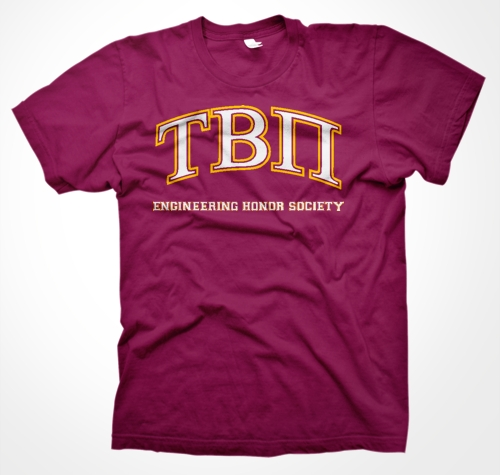 ΤΒΠ
ENGINEERING HONOR SOCIETY